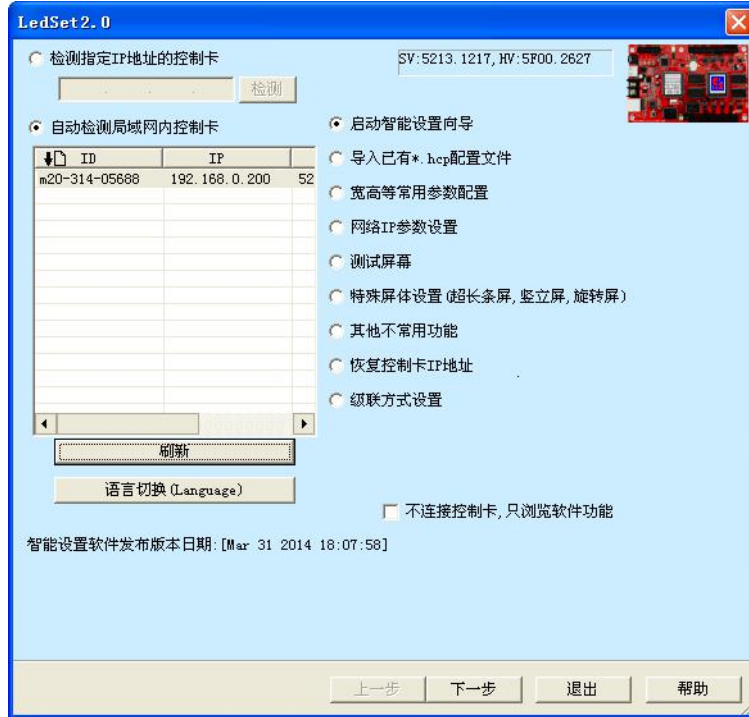 LedSet2.0
检测指定IP地址的控制卡
SV:5213.1217,HV:5F00.2627
检测
自动检测局域网内控制卡
ID IP
m20-314-05688 192.168.0.200 52
启动智能设置向导
导入已有*.hcp配置文件
宽高等常用参数配置
网络IP参数设置
测试屏幕
特殊屏体设置(超长条屏,竖立屏,旋转屏)
其他不常用功能
恢复控制卡IP地址
级联方式设置
刷新
语言切换(Language)
不连接控制卡,只浏览软件功能
智能设置软件发布版本日期:[Mar 31 2014 18:07:58]
上一步 下一步 退出 帮助